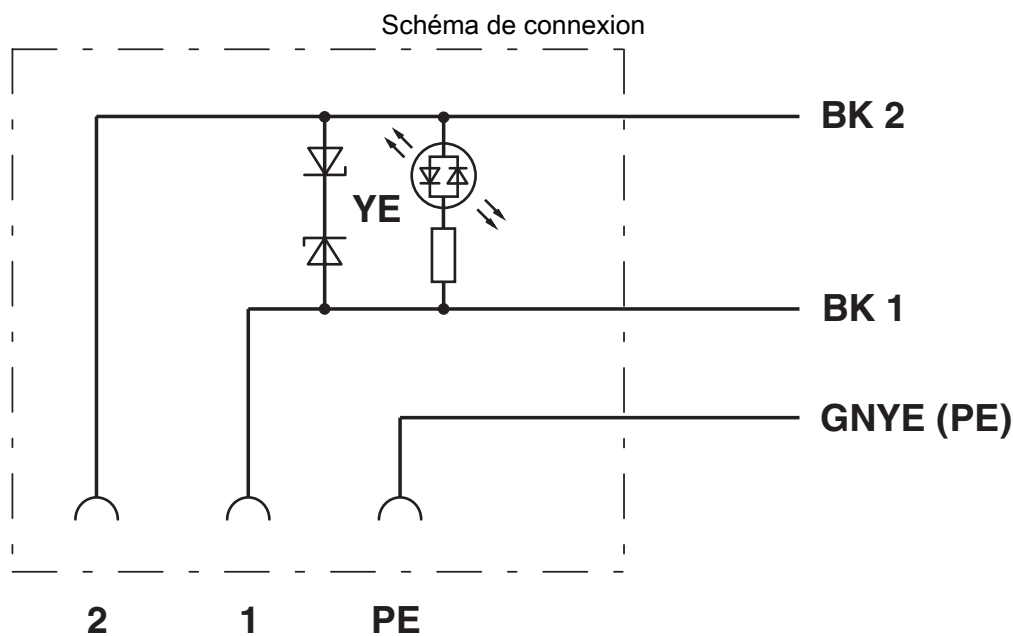 Schéma de connexion
BK 2
YE
BK 1
GNYE (PE)
2 1 PE